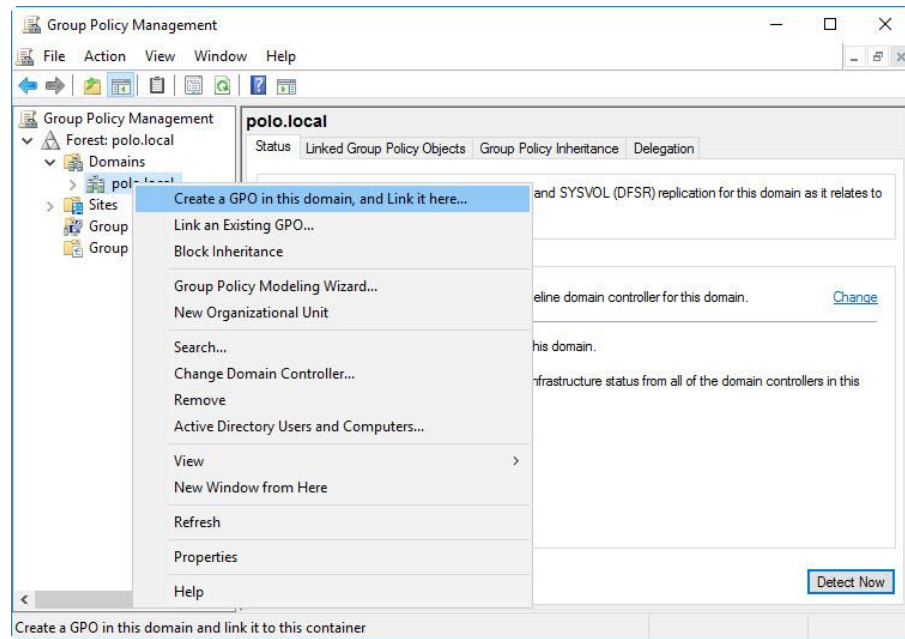 Group Policy Management
File Action View Window Help
Group Policy Management
Forest: polo.local
Domains
Sites
Group
Group
polo.local
Status Linked Group Policy Objects Group Policy Inheritance Delegation
and SYSVOL (DFSR) replication for this domain as it relates to
eline domain controller for this domain. Change
his domain.
nfrastructure status from all of the domain controllers in this
Detect Now
Create a GPO in this domain, and Link it here...
Link an Existing GPO...
Block Inheritance
Group Policy Modeling Wizard...
New Organizational Unit
Search...
Change Domain Controller...
Remove
Active Directory Users and Computers...
View
New Window from Here
Refresh
Properties
Help
Create a GPO in this domain and link it to this container